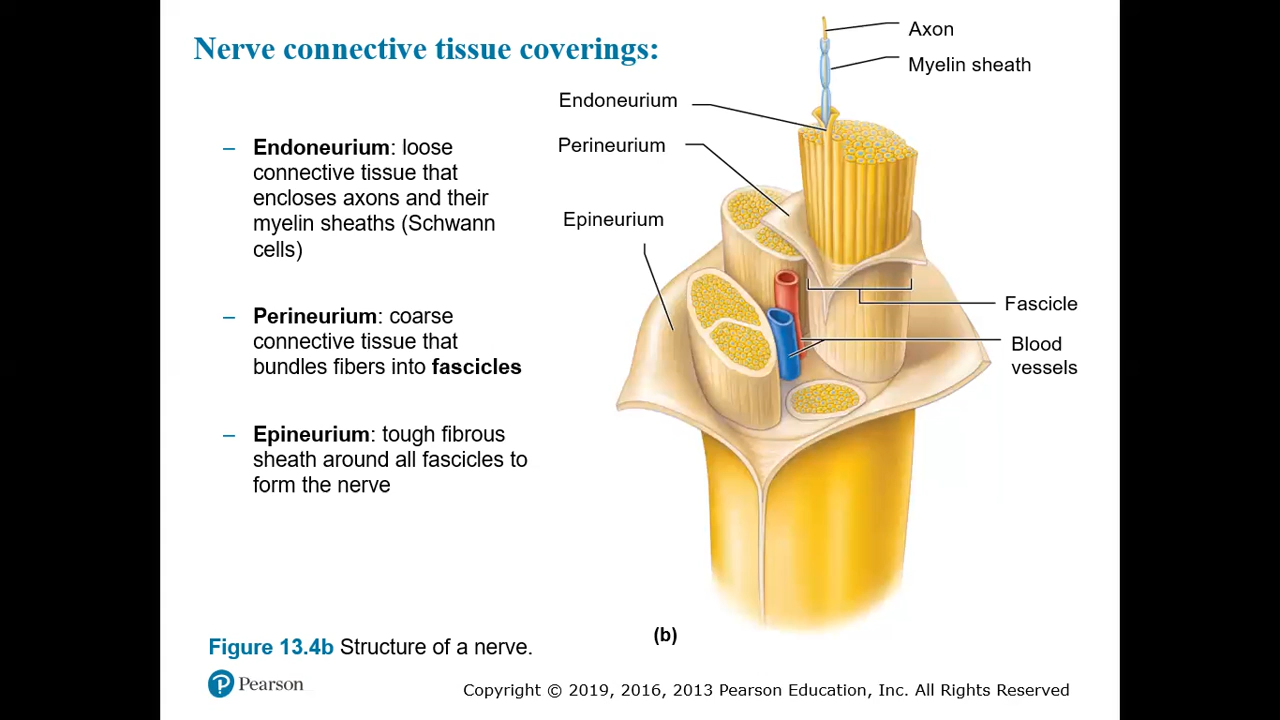 Nerve connective tissue coverings:
– Endoneurium: loose
connective tissue that
encloses axons and their
myelin sheaths (Schwann
cells)
– Perineurium: coarse
connective tissue that
bundles fibers into fascicles
– Epineurium: tough fibrous
sheath around all fascicles to
form the nerve
Axon
Myelin sheath
Endoneurium
Perineurium
Epineurium
Fascicle
Blood
vessels
(b)
Figure 13.4b Structure of a nerve.
P Pearson
Copyright © 2019, 2016, 2013 Pearson Education, Inc. All Rights Reserved